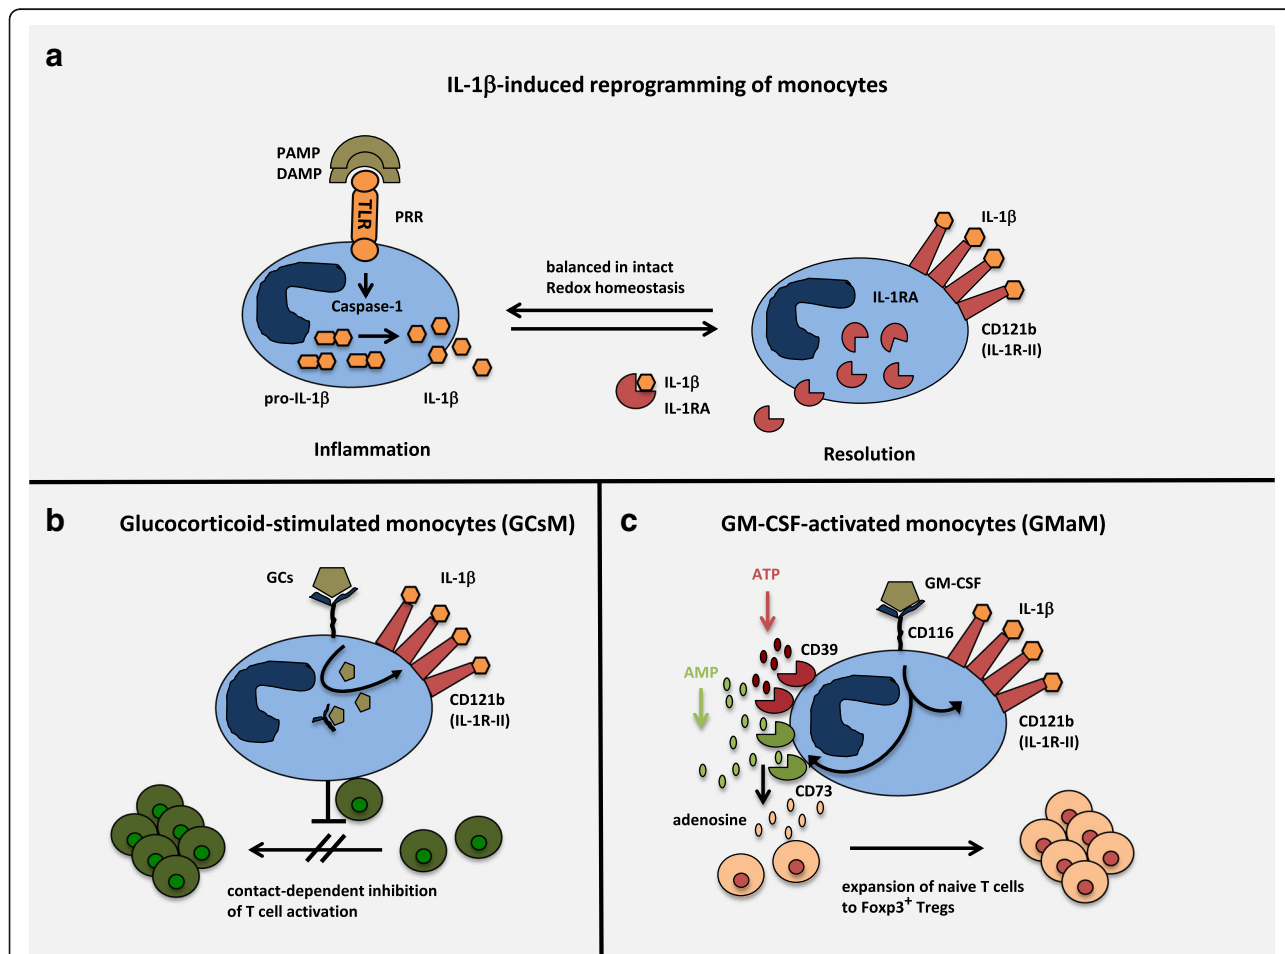 a
IL-1β-induced reprogramming of monocytes
PAMP
DAMP
TLR
PRR
Caspase-1
pro-IL-1β
IL-1β
Inflammation
balanced in intact
Redox homeostasis
IL-1β
IL-1RA
IL-1β
IL-1RA
CD121b
(IL-1R-II)
Resolution
b
Glucocorticoid-stimulated monocytes (GCsM)
GCs
IL-1β
CD121b
(IL-1R-II)
contact-dependent inhibition
of T cell activation
c
GM-CSF-activated monocytes (GMaM)
ATP
GM-CSF
IL-1β
CD116
CD39
AMP
CD121b
(IL-1R-II)
CD73
adenosine
expansion of naive T cells
to Foxp3+ Tregs